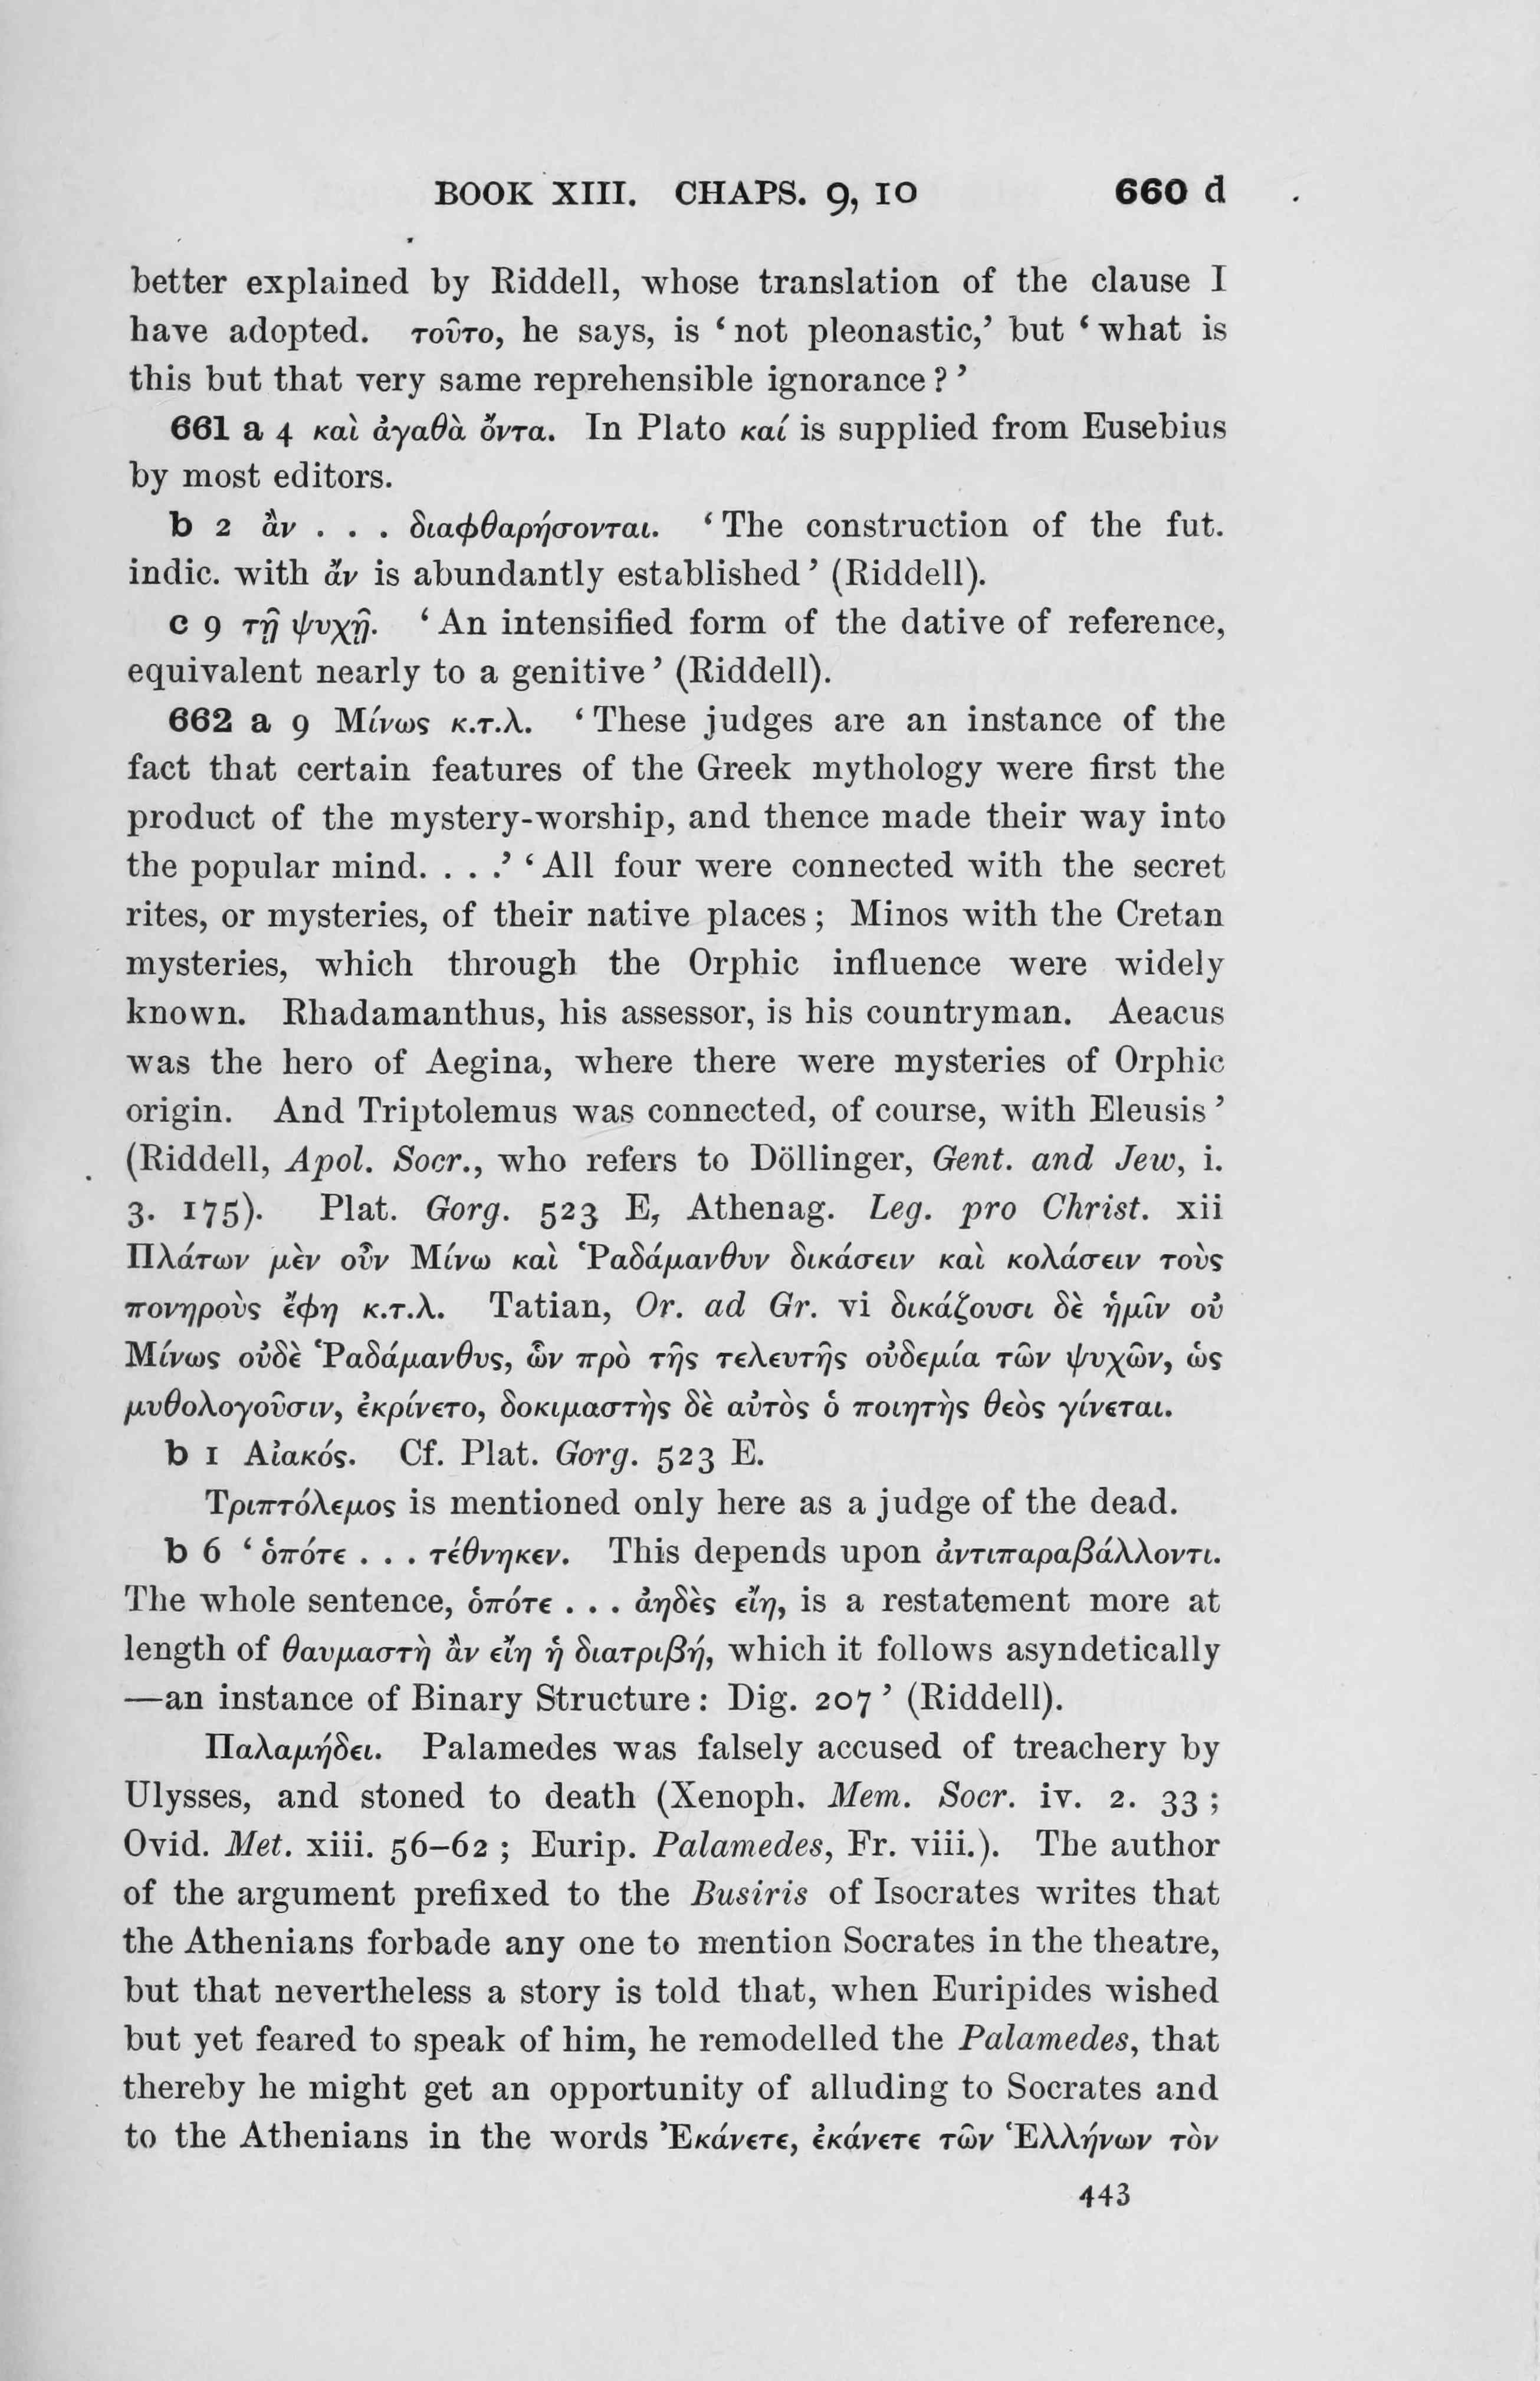 BOOK XIII. CHAPS. 9, 10 660 d
better explained by Riddell, whose translation of the clause I
have adopted. τοῦτο, he says, is ‘not pleonastic,’ but ‘what is
this but that very same reprehensible ignorance?’
661 a 4 καὶ ἀγαθὰ ὄντα. In Plato καί is supplied from Eusebius
by most editors.
b 2 ἂν . . . διαφθαρήσονται. ‘The construction of the fut.
indic. with ἄν is abundantly established’ (Riddell).
c 9 τῇ ψυχῇ. ‘An intensified form of the dative of reference,
equivalent nearly to a genitive’ (Riddell).
662 a 9 Μίνως κ.τ.λ. ‘These judges are an instance of the
fact that certain features of the Greek mythology were first the
product of the mystery-worship, and thence made their way into
the popular mind. . . .’ ‘All four were connected with the secret
rites, or mysteries, of their native places; Minos with the Cretan
mysteries, which through the Orphic influence were widely
known. Rhadamanthus, his assessor, is his countryman. Aeacus
was the hero of Aegina, where there were mysteries of Orphic
origin. And Triptolemus was connected, of course, with Eleusis’
(Riddell, Apol. Socr., who refers to Döllinger, Gent. and Jew, i.
3. 175). Plat. Gorg. 523 E, Athenag. Leg. pro Christ. xii
Πλάτων μὲν οὖν Μίνω καὶ Ῥαδάμανθυν δικάσειν καὶ κολάσειν τοὺς
πονηροὺς ἔφη κ.τ.λ. Tatian, Or. ad Gr. vi δικάζουσι δὲ ἡμῖν οὐ
Μίνως οὐδὲ Ῥαδάμανθυς, ὧν πρὸ τῆς τελευτῆς οὐδεμία τῶν ψυχῶν, ὡς
μυθολογοῦσιν, ἐκρίνετο, δοκιμαστὴς δὲ αὐτὸς ὁ ποιητὴς θεὸς γίνεται.
b 1 Αἰακός. Cf. Plat. Gorg. 523 E.
Τριπτόλεμος is mentioned only here as a judge of the dead.
b 6 ‘ὁπότε . . . τέθνηκεν. This depends upon ἀντιπαραβάλλοντι.
The whole sentence, ὁπότε . . . ἀηδὲς εἴη, is a restatement more at
length of θαυμαστὴ ἂν εἴη ἡ διατριβή, which it follows asyndetically
—an instance of Binary Structure: Dig. 207’ (Riddell).
Παλαμήδει. Palamedes was falsely accused of treachery by
Ulysses, and stoned to death (Xenoph. Mem. Socr. iv. 2. 33;
Ovid. Met. xiii. 56–62; Eurip. Palamedes, Fr. viii.). The author
of the argument prefixed to the Busiris of Isocrates writes that
the Athenians forbade any one to mention Socrates in the theatre,
but that nevertheless a story is told that, when Euripides wished
but yet feared to speak of him, he remodelled the Palamedes, that
thereby he might get an opportunity of alluding to Socrates and
to the Athenians in the words Ἐκάνετε, ἐκάνετε τῶν Ἑλλήνων τὸν
443